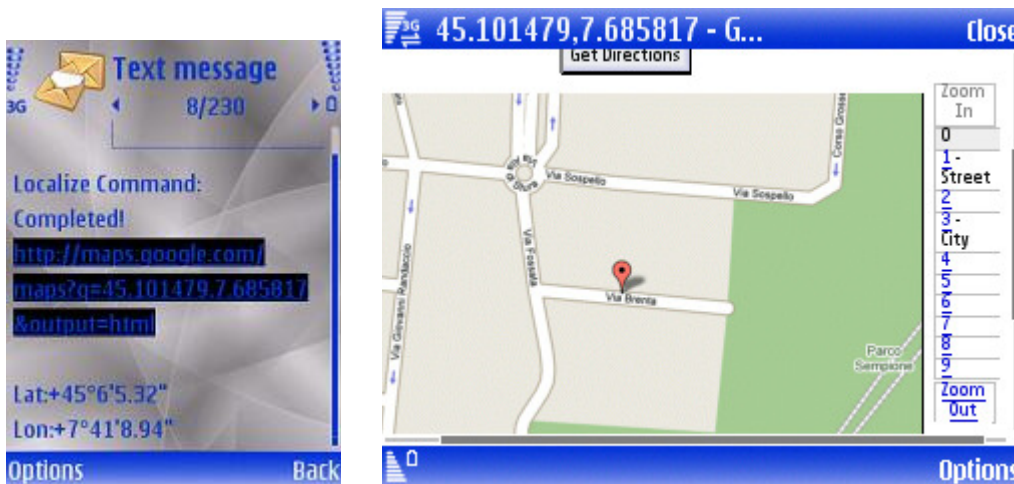 3G
Text message
8/230
Localize Command:
Completed!
http://maps.google.com/
maps?q=45.101479,7.685817
&output=html
Lat:+45°6'5.32"
Lon:+7°41'8.94"
Options
Back
3G
45.101479,7.685817 - G...
Close
Get Directions
Corso Grosse
Via Sospello
Via Sospello
Via Fossata
Via Giovanni Randaccio
Via Brenta
Parco
Sempione
Zoom
In
0
1 -
Street
2
3 -
City
4
5
6
7
8
9
Zoom
Out
Options